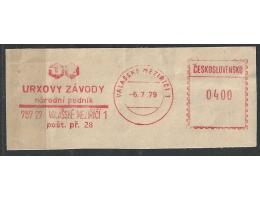 URXOVY ZÁVODY
národní podnik
757 27 VALAŠSKÉ MEZIŘÍČÍ 1
pošt. př. 28
VALAŠSKÉ MEZIŘÍČÍ 1
-6.7.79
ČESKOSLOVENSKO
0400